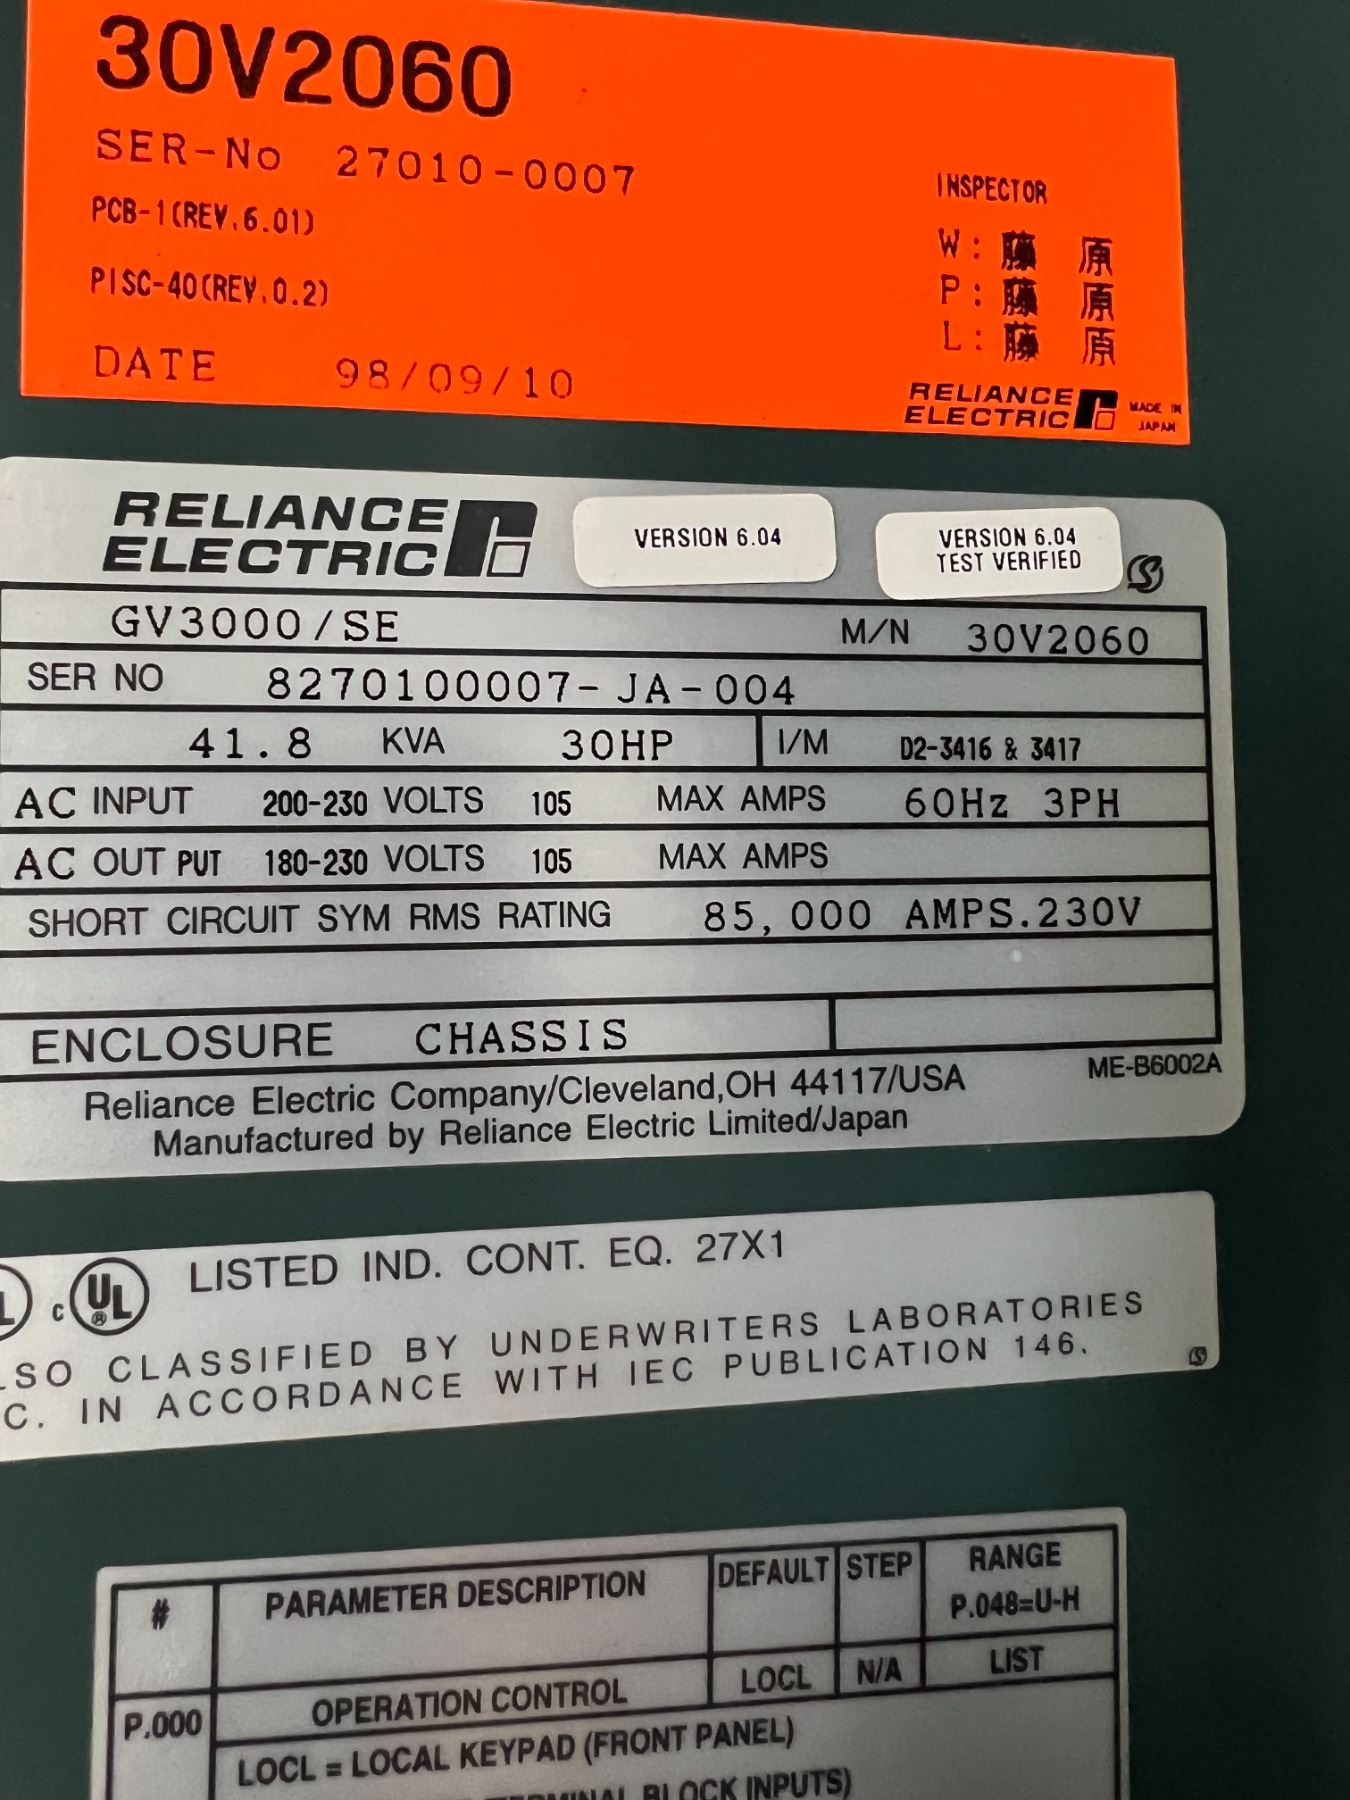 30V2060
SER-No 27010-0007
PCB-1(REV.6.01)
PISC-40(REV.0.2)
DATE 98/09/10
INSPECTOR
W: 藤 原
P: 藤 原
L: 藤 原
RELIANCE
ELECTRIC
MADE IN
JAPAN
RELIANCE
ELECTRIC
VERSION 6.04
VERSION 6.04
TEST VERIFIED
GV3000/SE M/N 30V2060
SER NO 8270100007-JA-004
41.8 KVA 30HP I/M D2-3416 & 3417
AC INPUT 200-230 VOLTS 105 MAX AMPS 60Hz 3PH
AC OUT PUT 180-230 VOLTS 105 MAX AMPS
SHORT CIRCUIT SYM RMS RATING 85,000 AMPS.230V
ENCLOSURE CHASSIS
ME-B6002A
Reliance Electric Company/Cleveland,OH 44117/USA
Manufactured by Reliance Electric Limited/Japan
c UL ® LISTED IND. CONT. EQ. 27X1
LSO CLASSIFIED BY UNDERWRITERS LABORATORIES
C. IN ACCORDANCE WITH IEC PUBLICATION 146.
# PARAMETER DESCRIPTION DEFAULT STEP RANGE
P.048=U-H
P.000 OPERATION CONTROL LOCL N/A LIST
LOCL = LOCAL KEYPAD (FRONT PANEL)
BLOCK INPUTS)